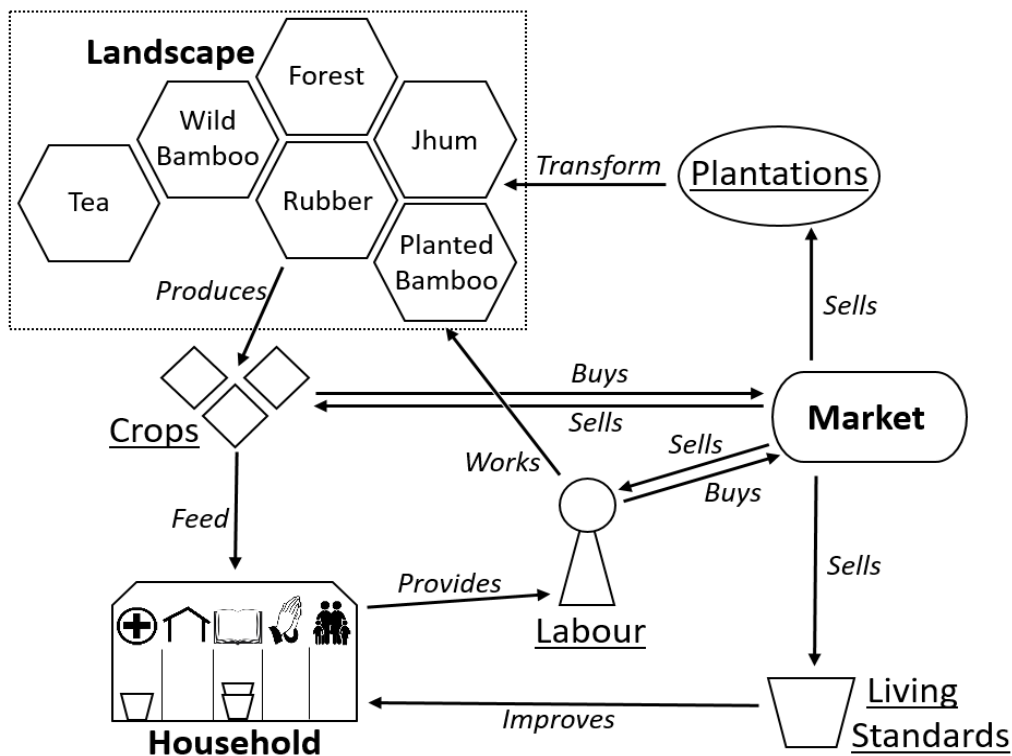 Landscape
Forest
Wild
Bamboo
Jhum
Tea
Rubber
Planted
Bamboo
Transform
Plantations
Produces
Sells
Crops
Buys
Sells
Market
Works
Sells
Buys
Feed
Sells
Provides
Labour
Household
Improves
Living
Standards